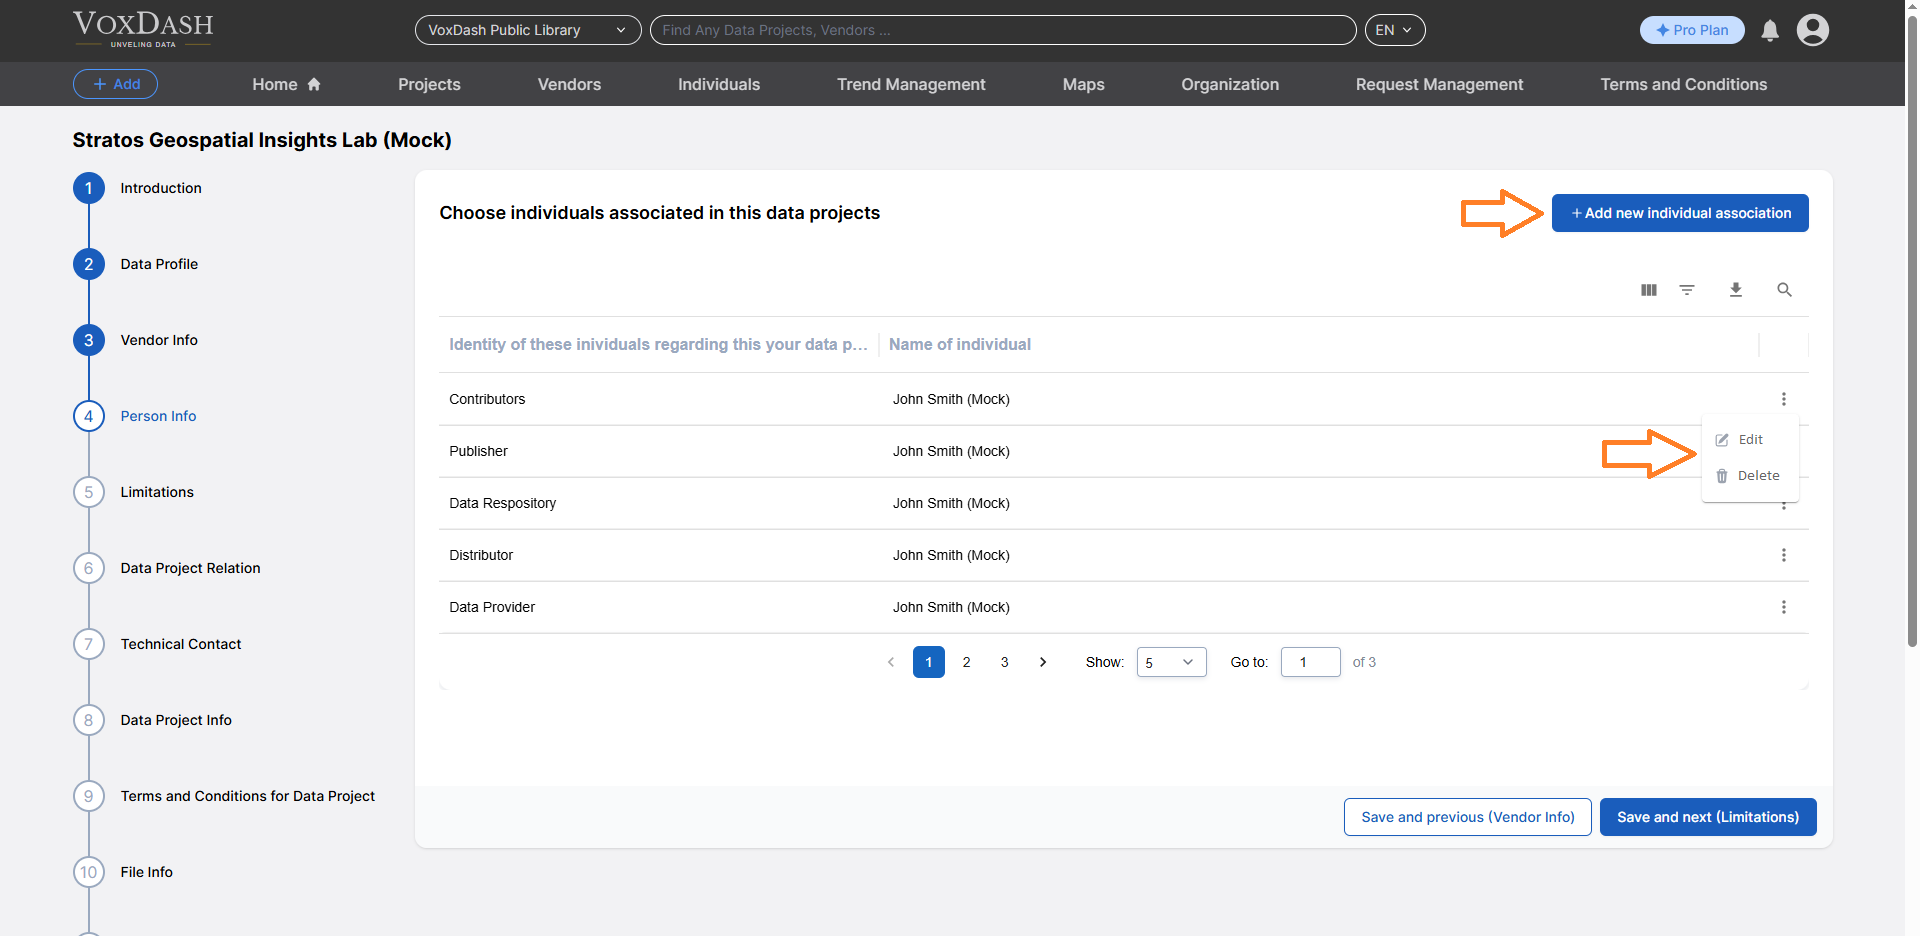 VOXDASH
UNVELING DATA
VoxDash Public Library
Find Any Data Projects, Vendors ...
EN
Pro Plan
+ Add
Home
Projects
Vendors
Individuals
Trend Management
Maps
Organization
Request Management
Terms and Conditions
Stratos Geospatial Insights Lab (Mock)
1 Introduction
2 Data Profile
3 Vendor Info
4 Person Info
5 Limitations
6 Data Project Relation
7 Technical Contact
8 Data Project Info
9 Terms and Conditions for Data Project
10 File Info
Choose individuals associated in this data projects
+ Add new individual association
Identity of these inividuals regarding this your data p... Name of individual
Contributors John Smith (Mock)
Publisher John Smith (Mock)
Data Respository John Smith (Mock)
Distributor John Smith (Mock)
Data Provider John Smith (Mock)
Edit
Delete
1 2 3 Show: 5 Go to: 1 of 3
Save and previous (Vendor Info)
Save and next (Limitations)